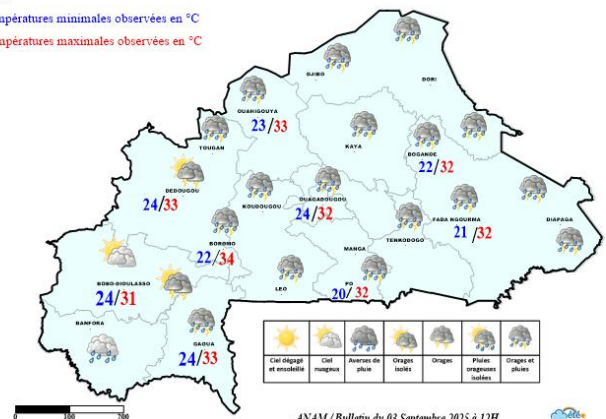 mpératures minimales observées en °C
mpératures maximales observées en °C
DJIBO
DORI
OUAHIGOUYA
23/33
TOUGAN
KAYA
BOGANDE
22/32
DEDOUGOU
24/33
KOUDOUGOU
OUAGADOUGOU
24/32
FADA NGOURMA
21/32
DIAPAGA
BOROMO
22/34
MANGA
TENKODOGO
BOBO-DIOULASSO
24/31
LEO
PO
20/32
BANFORA
GAOUA
24/33
Ciel dégagé et ensoleillé
Ciel nuageux
Averses de pluie
Orages isolés
Orages
Pluies orageuses isolées
Orages et pluies
0 100 200
ANAM / Bulletin du 03 Septembre 2025 à 12H